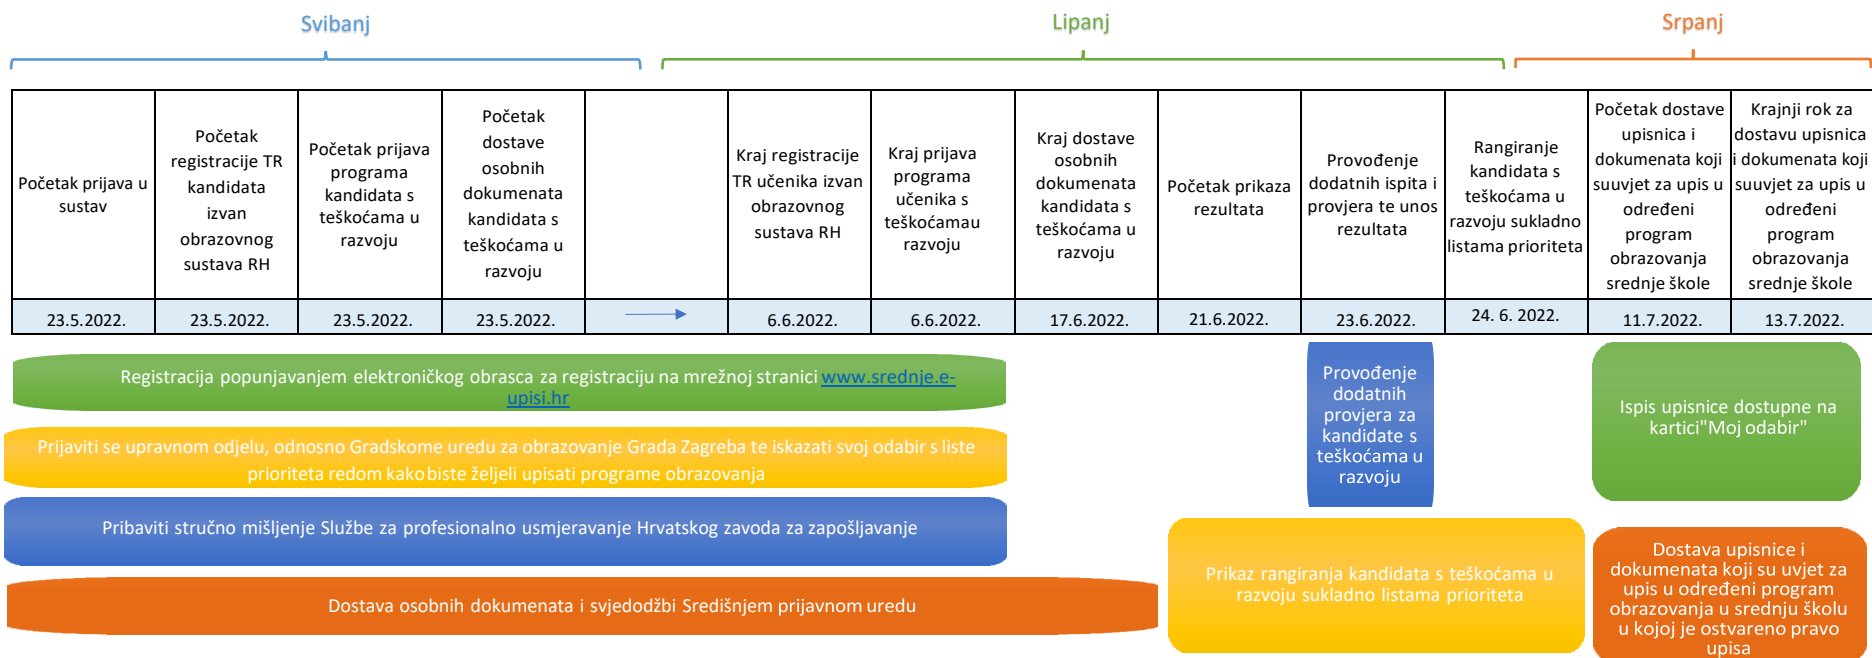 Svibanj
Lipanj
Srpanj
Početak prijava u
sustav
Početak
registracije TR
kandidata
izvan
obrazovnog
sustava RH
Početak prijava
programa
kandidata s
teškoćama u
razvoju
Početak
dostave
osobnih
dokumenata
kandidata s
teškoćama u
razvoju
Kraj registracije
TR učenika izvan
obrazovnog
sustava RH
Kraj prijava
programa
učenika s
teškoćamau
razvoju
Kraj dostave
osobnih
dokumenata
kandidata s
teškoćama u
razvoju
Početak prikaza
rezultata
Provođenje
dodatnih ispita i
provjera te unos
rezultata
Rangiranje
kandidata s
teškoćama u
razvoju sukladno
listama prioriteta
Početak dostave
upisnica i
dokumenata koji
suuvjet za upis u
određeni
program
obrazovanja
srednje škole
Krajnji rok za
dostavu upisnica
i dokumenata koji
suuvjet za upis u
određeni
program
obrazovanja
srednje škole
23.5.2022.
23.5.2022.
23.5.2022.
23.5.2022.
6.6.2022.
6.6.2022.
17.6.2022.
21.6.2022.
23.6.2022.
24. 6. 2022.
11.7.2022.
13.7.2022.
Registracija popunjavanjem elektroničkog obrasca za registraciju na mrežnoj stranici www.srednje.e-
upisi.hr
Prijaviti se upravnom odjelu, odnosno Gradskome uredu za obrazovanje Grada Zagreba te iskazati svoj odabir s liste
prioriteta redom kako biste željeli upisati programe obrazovanja
Pribaviti stručno mišljenje Službe za profesionalno usmjeravanje Hrvatskog zavoda za zapošljavanje
Dostava osobnih dokumenata i svjedodžbi Središnjem prijavnom uredu
Provođenje
dodatnih
provjera za
kandidate s
teškoćama u
razvoju
Prikaz rangiranja kandidata s teškoćama u
razvoju sukladno listama prioriteta
Ispis upisnice dostupne na
kartici"Moj odabir"
Dostava upisnice i
dokumenata koji su uvjet za
upis u određeni program
obrazovanja u srednju školu
u kojoj je ostvareno pravo
upisa